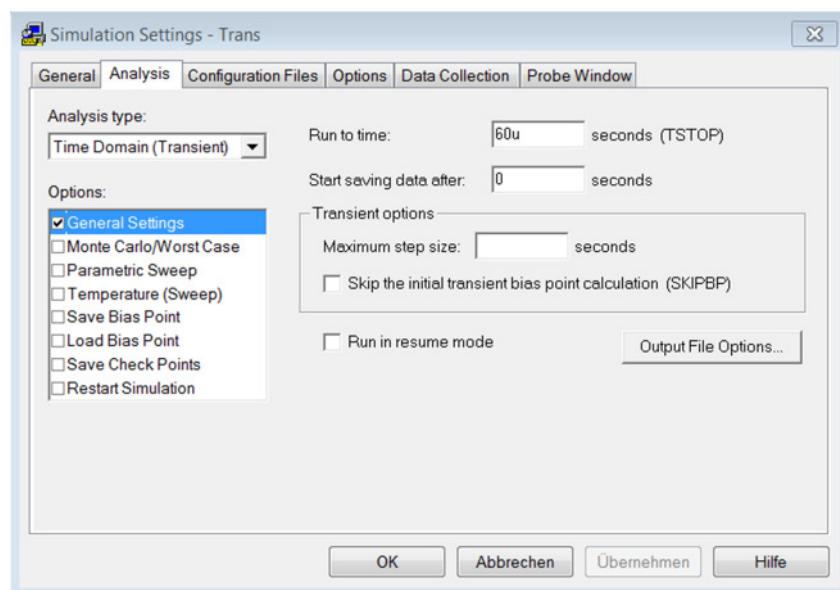 Simulation Settings - Trans
General Analysis Configuration Files Options Data Collection Probe Window
Analysis type:
Time Domain (Transient)
Run to time: 60u seconds (TSTOP)
Start saving data after: 0 seconds
Options:
General Settings
Monte Carlo/Worst Case
Parametric Sweep
Temperature (Sweep)
Save Bias Point
Load Bias Point
Save Check Points
Restart Simulation
Transient options
Maximum step size: seconds
Skip the initial transient bias point calculation (SKIPBP)
Run in resume mode
Output File Options...
OK Abbrechen Übernehmen Hilfe